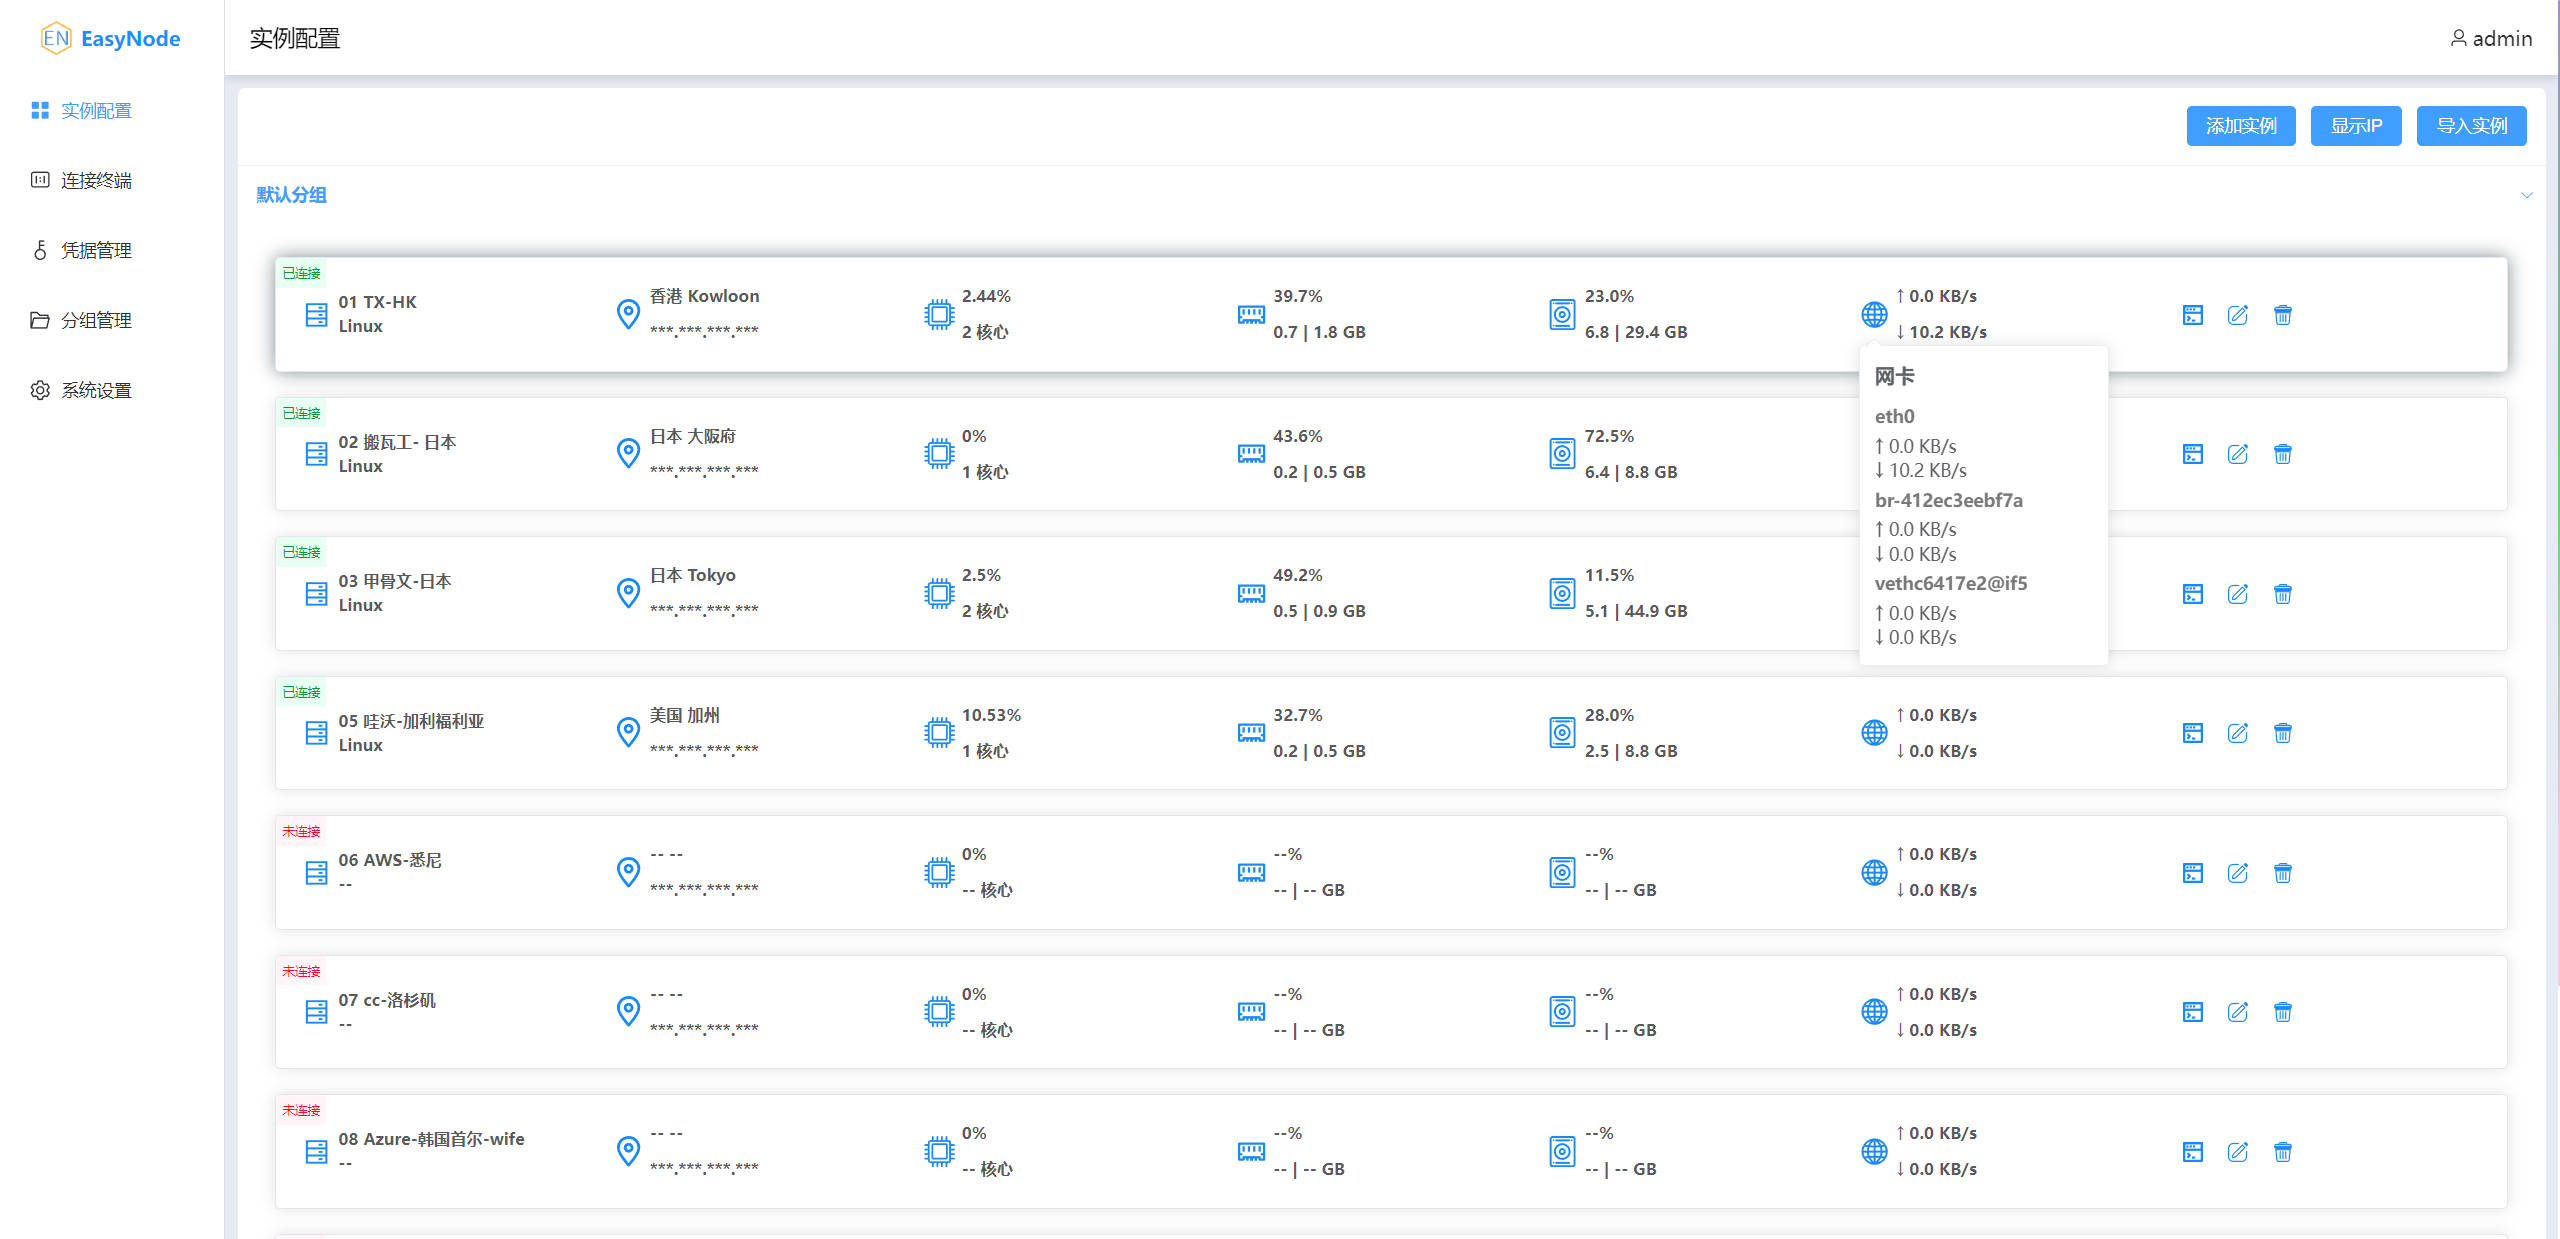 EN EasyNode
实例配置
连接终端
凭据管理
分组管理
系统设置
实例配置
admin
添加实例 显示IP 导入实例
默认分组
已连接
01 TX-HK
Linux
香港 Kowloon
***.***.***.***
2.44%
2 核心
39.7%
0.7 | 1.8 GB
23.0%
6.8 | 29.4 GB
↑ 0.0 KB/s
↓ 10.2 KB/s
网卡
eth0
↑ 0.0 KB/s
↓ 10.2 KB/s
br-412ec3eebf7a
↑ 0.0 KB/s
↓ 0.0 KB/s
vethc6417e2@if5
↑ 0.0 KB/s
↓ 0.0 KB/s
已连接
02 搬瓦工- 日本
Linux
日本 大阪府
***.***.***.***
0%
1 核心
43.6%
0.2 | 0.5 GB
72.5%
6.4 | 8.8 GB
已连接
03 甲骨文-日本
Linux
日本 Tokyo
***.***.***.***
2.5%
2 核心
49.2%
0.5 | 0.9 GB
11.5%
5.1 | 44.9 GB
已连接
05 哇沃-加利福利亚
Linux
美国 加州
***.***.***.***
10.53%
1 核心
32.7%
0.2 | 0.5 GB
28.0%
2.5 | 8.8 GB
↑ 0.0 KB/s
↓ 0.0 KB/s
未连接
06 AWS-悉尼
--
-- --
***.***.***.***
0%
-- 核心
--%
-- | -- GB
--%
-- | -- GB
↑ 0.0 KB/s
↓ 0.0 KB/s
未连接
07 cc-洛杉矶
--
-- --
***.***.***.***
0%
-- 核心
--%
-- | -- GB
--%
-- | -- GB
↑ 0.0 KB/s
↓ 0.0 KB/s
未连接
08 Azure-韩国首尔-wife
--
-- --
***.***.***.***
0%
-- 核心
--%
-- | -- GB
--%
-- | -- GB
↑ 0.0 KB/s
↓ 0.0 KB/s